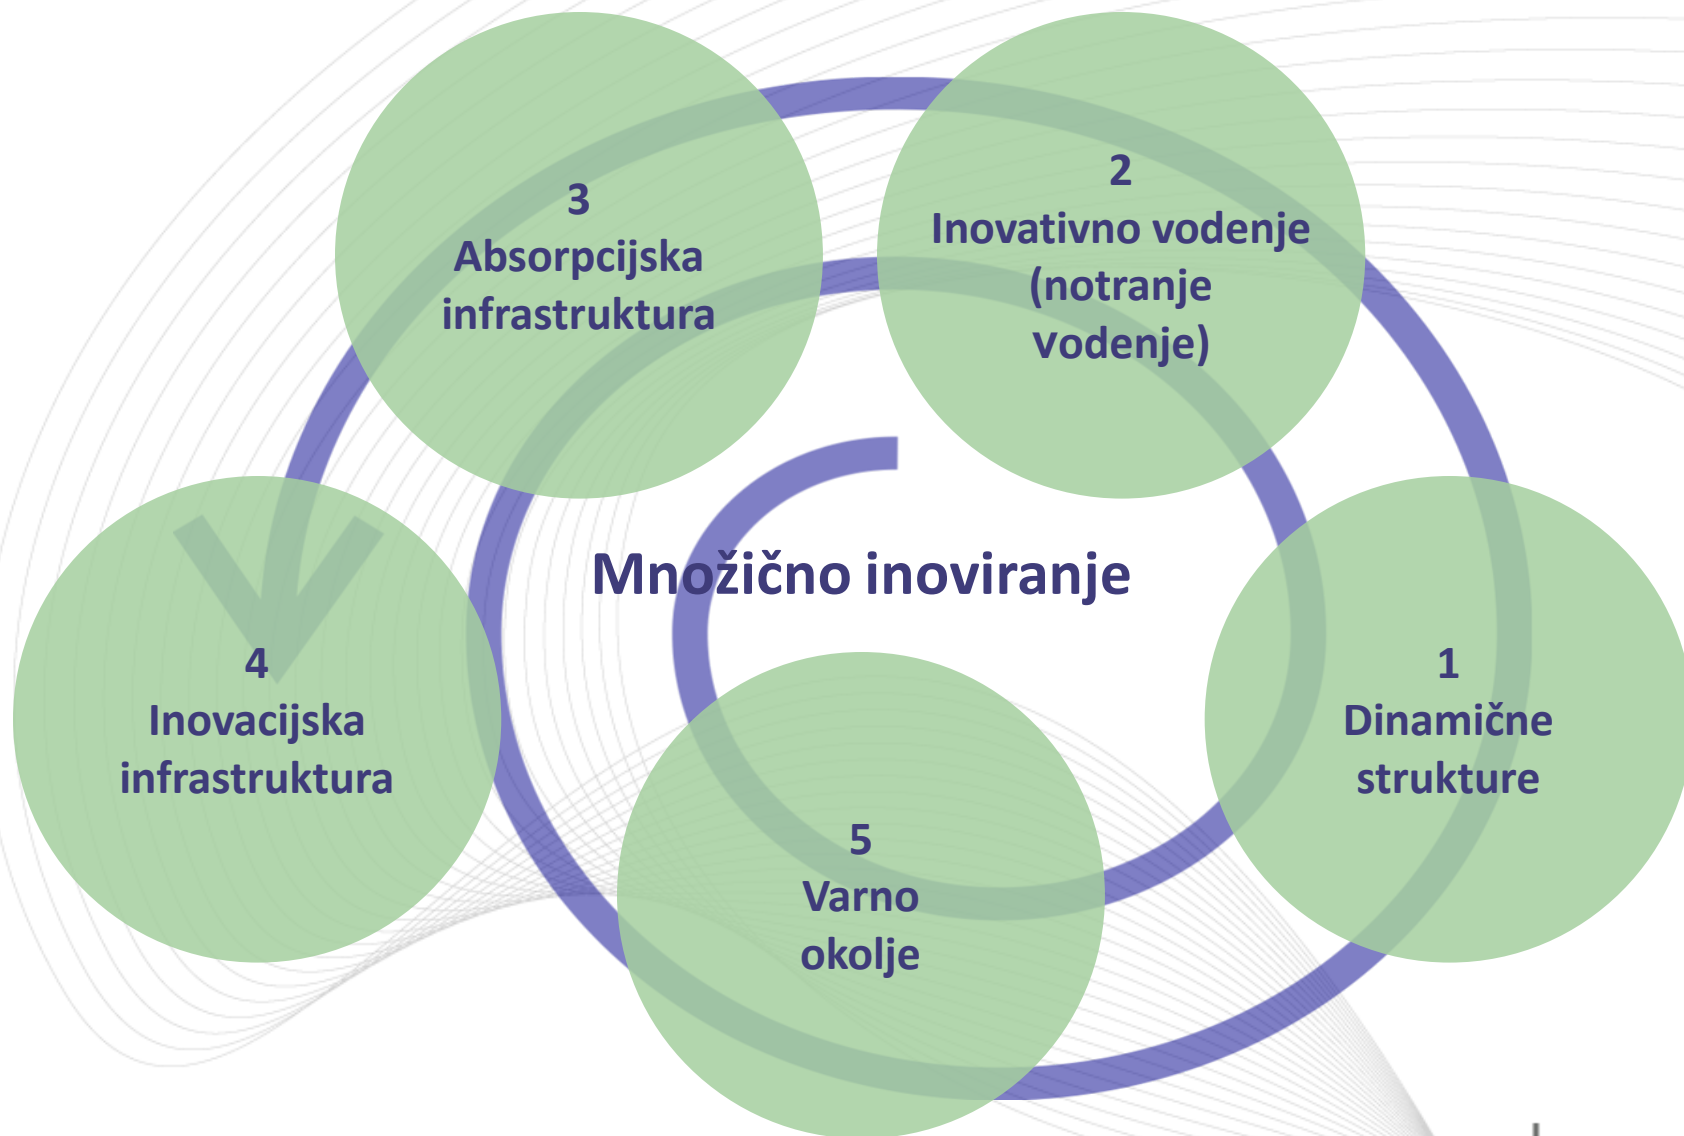 3
Absorpcijska
infrastruktura
2
Inovativno vodenje
(notranje
vodenje)
Množično inoviranje
4
Inovacijska
infrastruktura
1
Dinamične
strukture
5
Varno
okolje